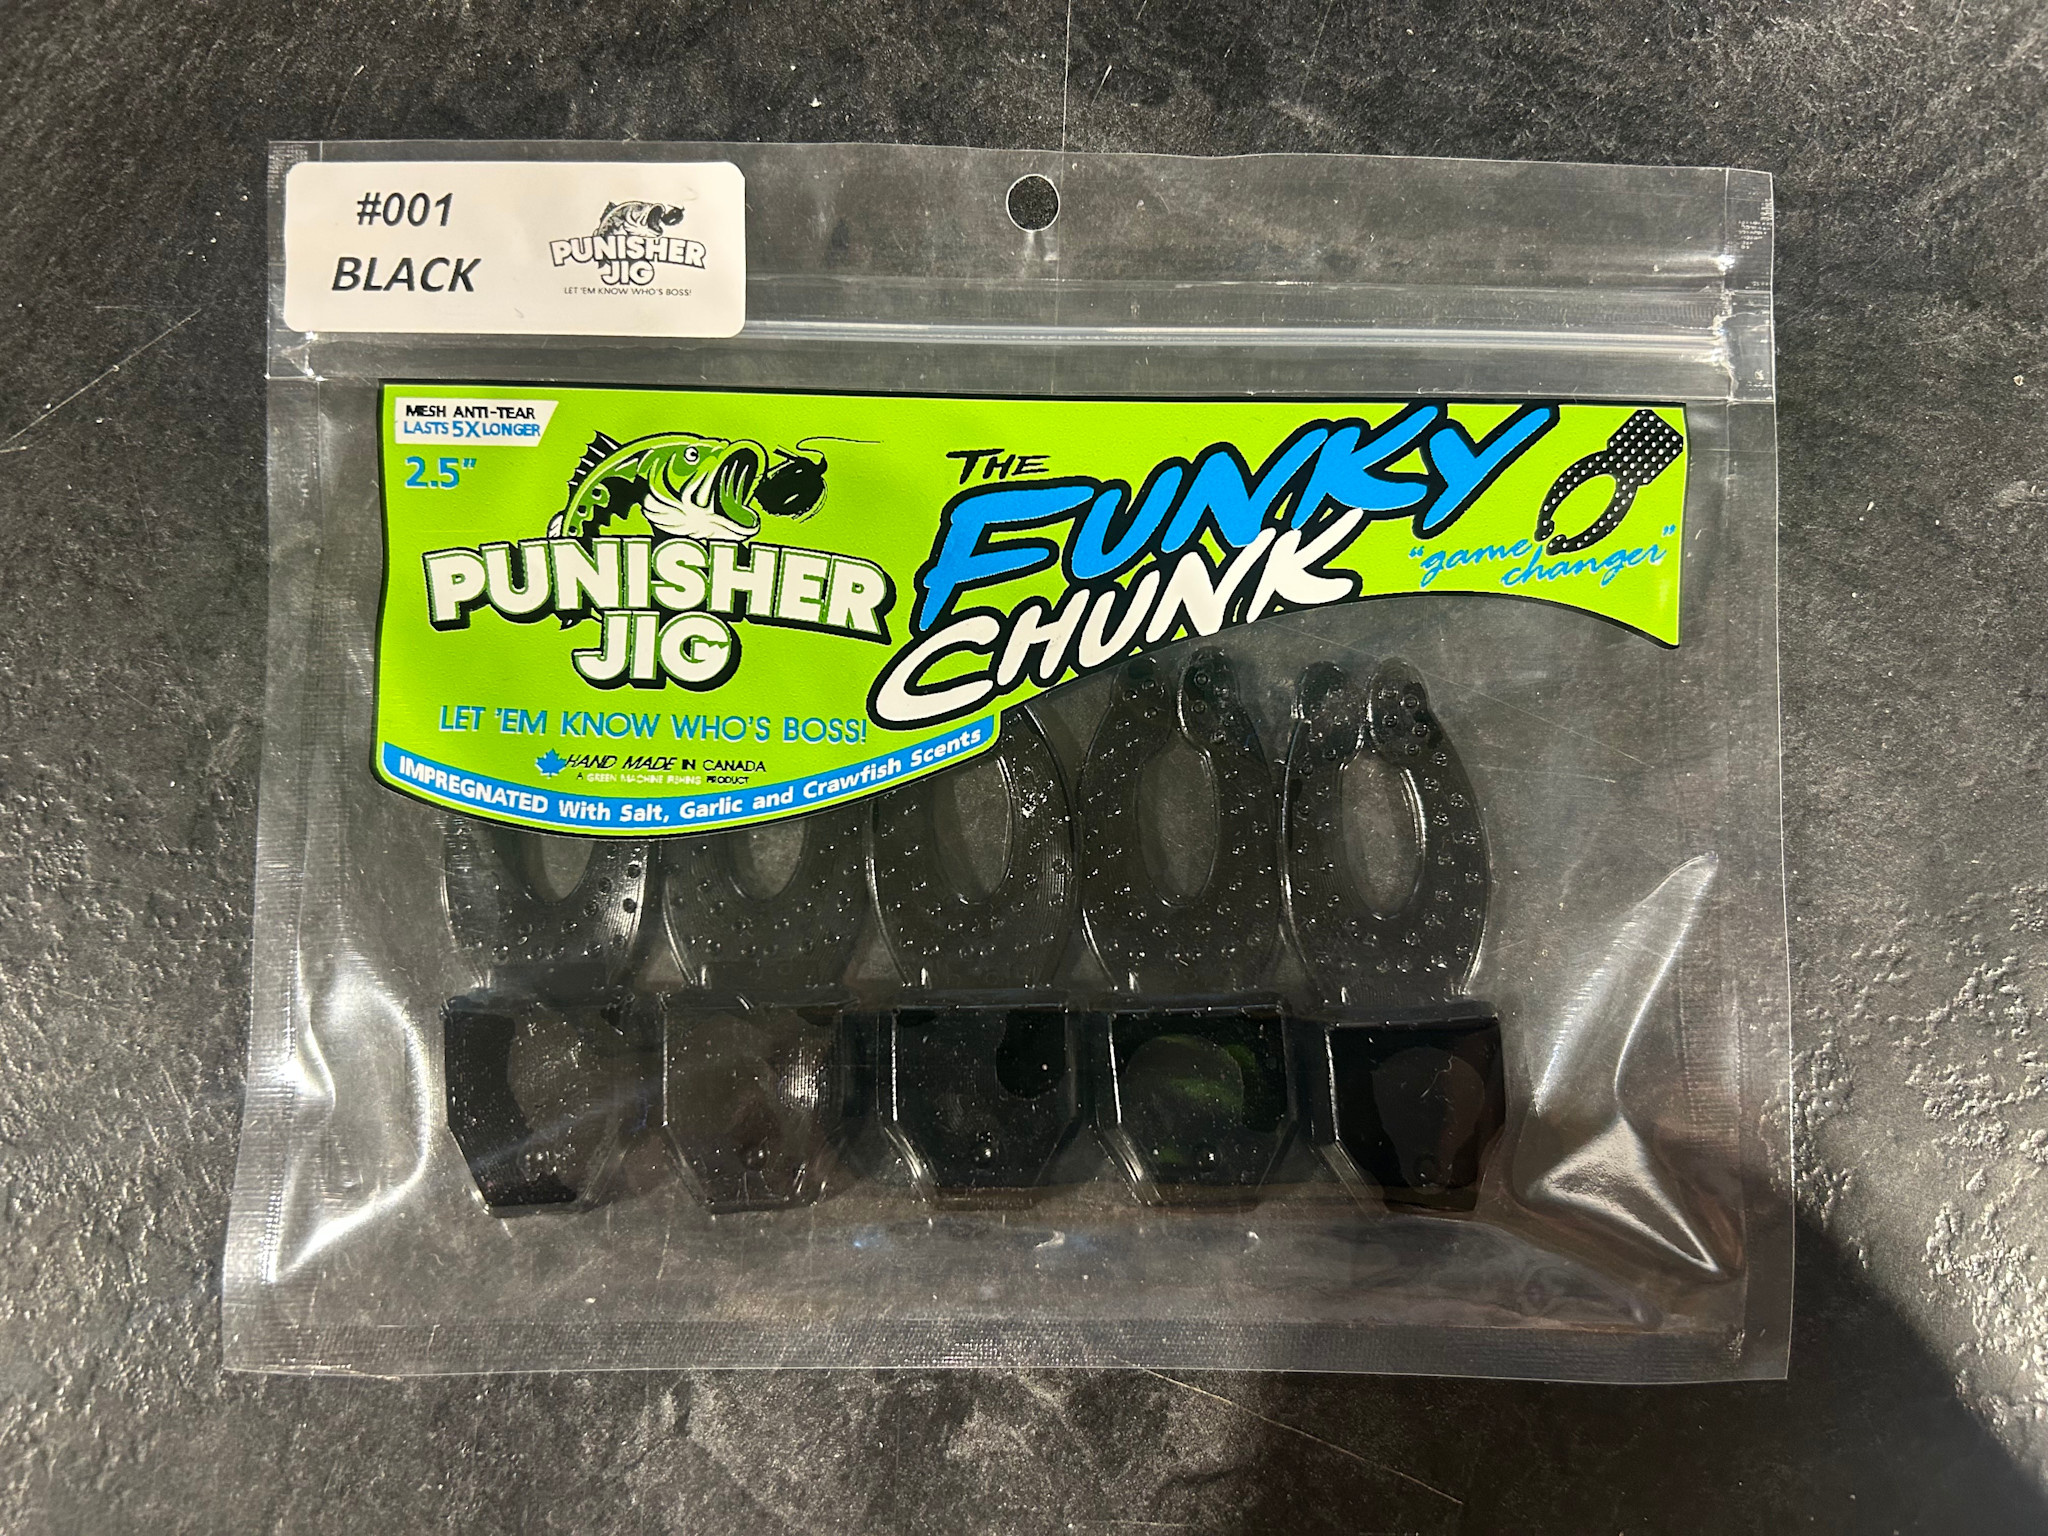 #001
BLACK
PUNISHER
JIG
LET 'EM KNOW WHO'S BOSS!
MESH ANTI-TEAR
LASTS 5X LONGER
2.5"
PUNISHER
JIG
LET 'EM KNOW WHO'S BOSS!
HAND MADE IN CANADA
A GREEN MACHINE FISHING PRODUCT
IMPREGNATED With Salt, Garlic and Crawfish Scents
THE
FUNKY
CHUNK
"game
changer"